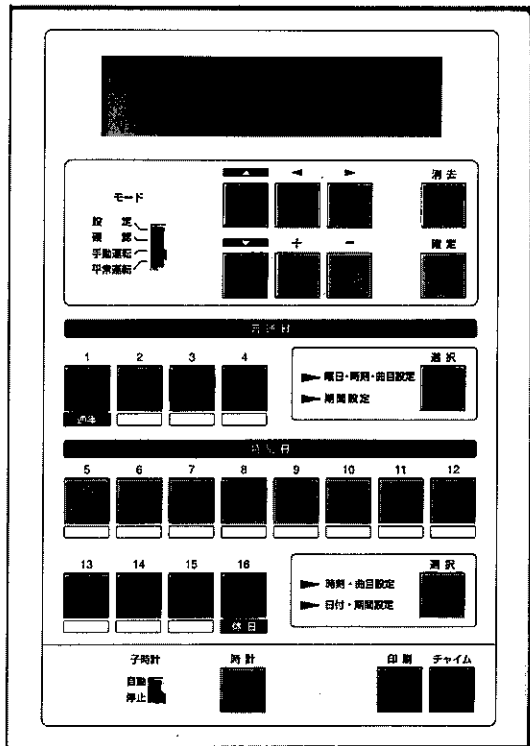 ▲ ◀ ▶ 消去
モード
設定
確認
手動運転
平常運転
▼ + − 確定
1 2 3 4 選択
▶ 曜日・時刻・曲目設定
▶ 期間設定
通年
5 6 7 8 9 10 11 12
13 14 15 16 選択
▶ 時刻・曲目設定
▶ 日付・期間設定
休日
子時計 時計 印刷 チャイム
自動
停止